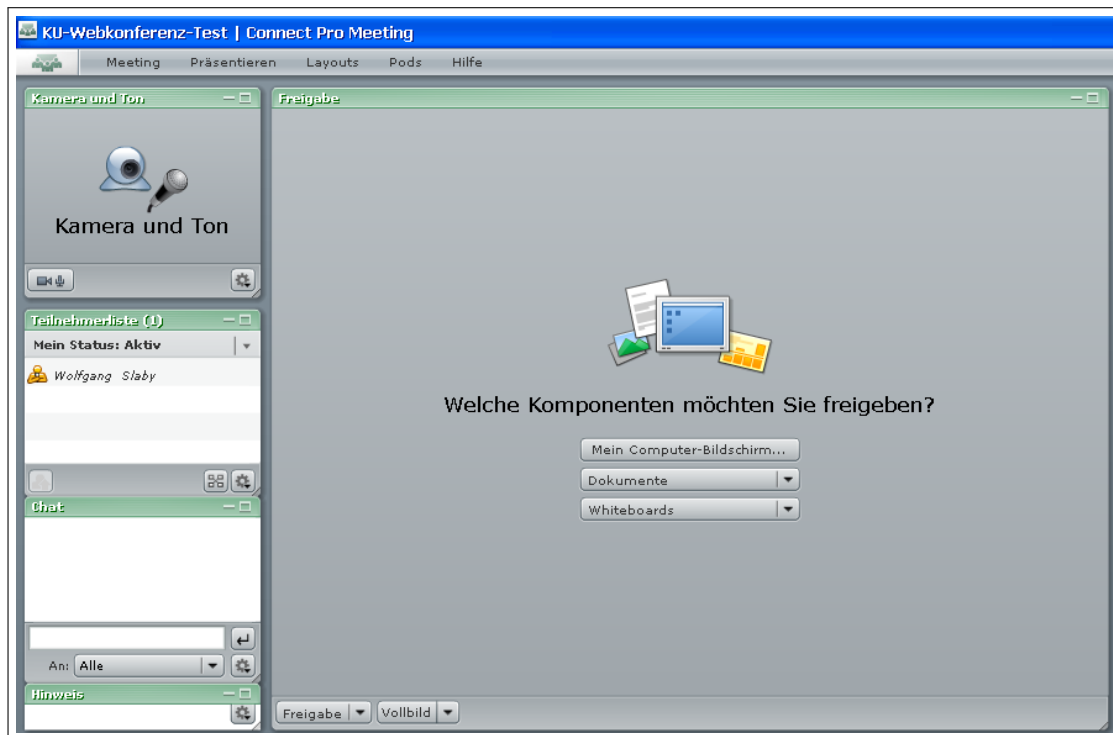 KU-Webkonferenz-Test | Connect Pro Meeting
Meeting Präsentieren Layouts Pods Hilfe
Kamera und Ton
Kamera und Ton
Teilnehmerliste (1)
Mein Status: Aktiv
Wolfgang Slaby
Chat
An: Alle
Hinweis
Freigabe
Welche Komponenten möchten Sie freigeben?
Mein Computer-Bildschirm...
Dokumente
Whiteboards
Freigabe Vollbild